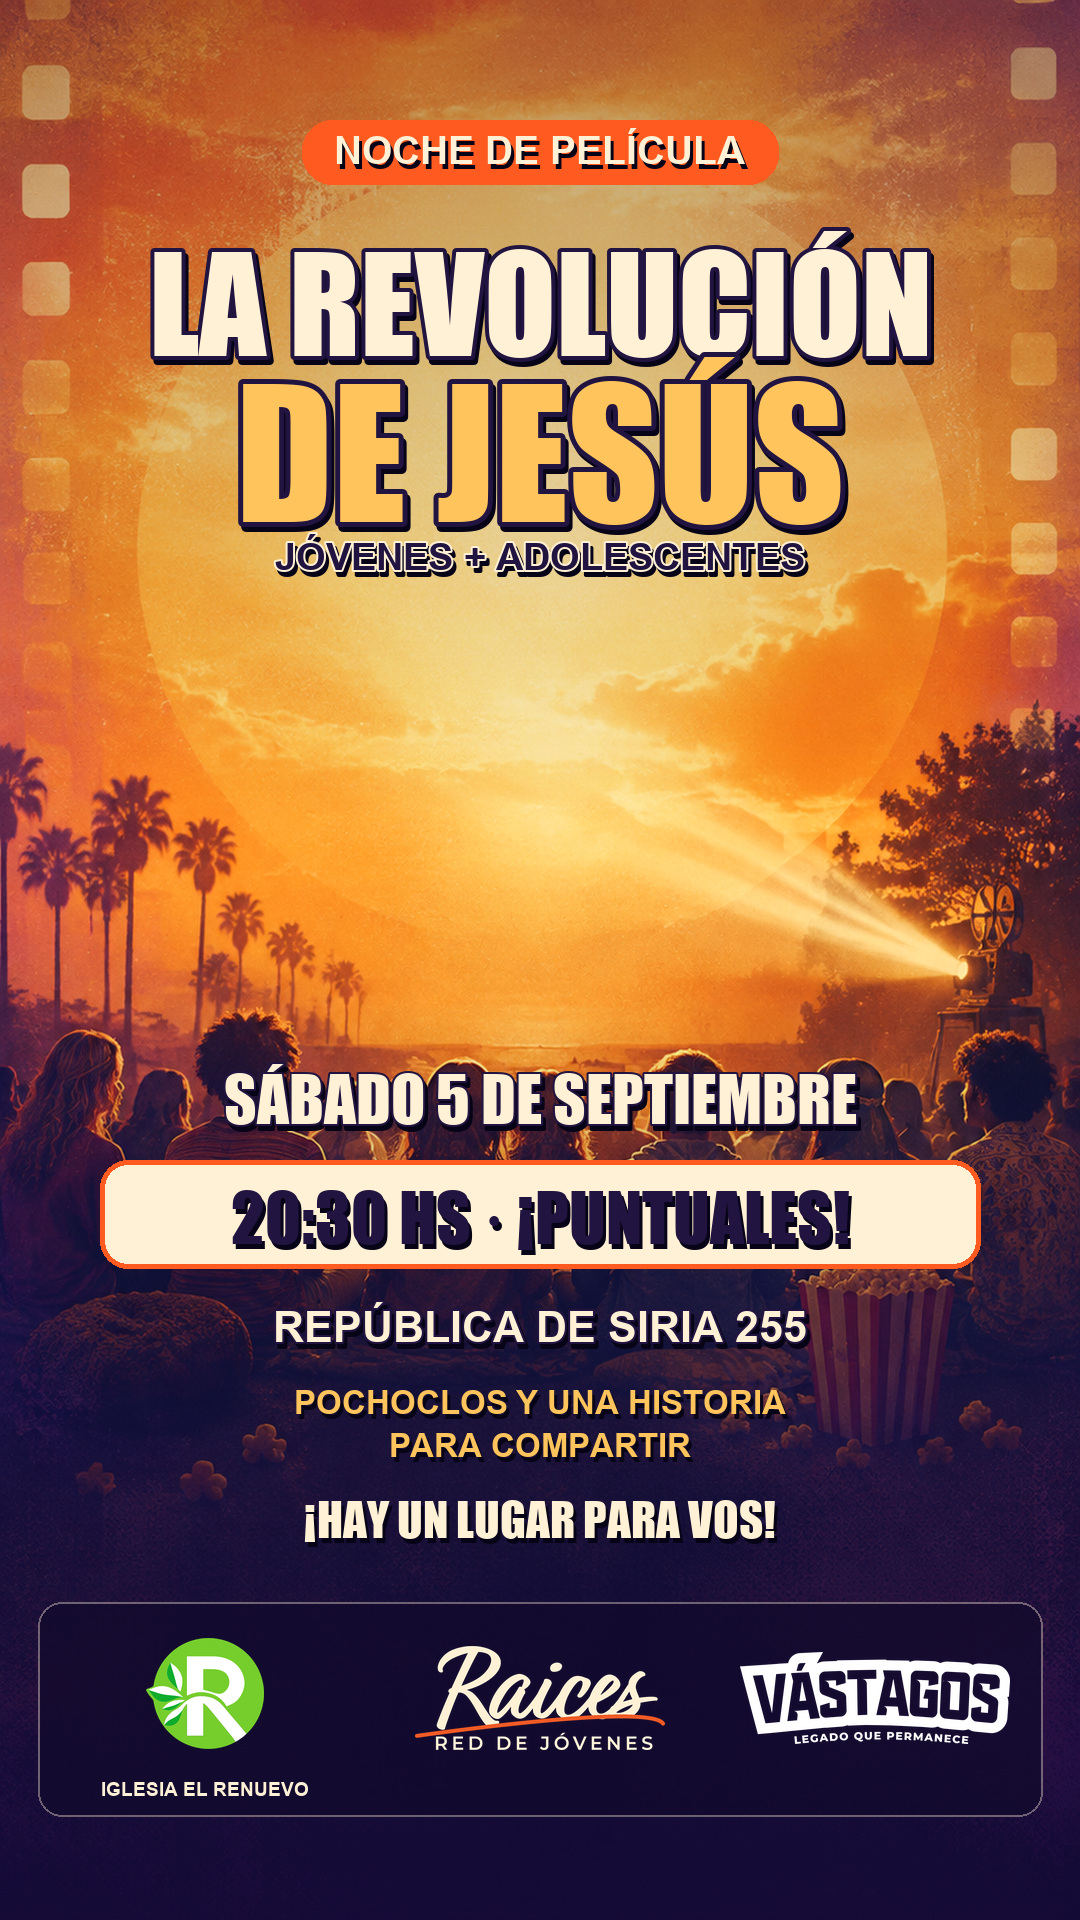 NOCHE DE PELÍCULA
LA REVOLUCIÓN
DE JESÚS
JÓVENES + ADOLESCENTES
SÁBADO 5 DE SEPTIEMBRE
20:30 HS · ¡PUNTUALES!
REPÚBLICA DE SIRIA 255
POCHOCLOS Y UNA HISTORIA
PARA COMPARTIR
¡HAY UN LUGAR PARA VOS!
R
IGLESIA EL RENUEVO
Raices
RED DE JÓVENES
VÁSTAGOS
LEGADO QUE PERMANECE